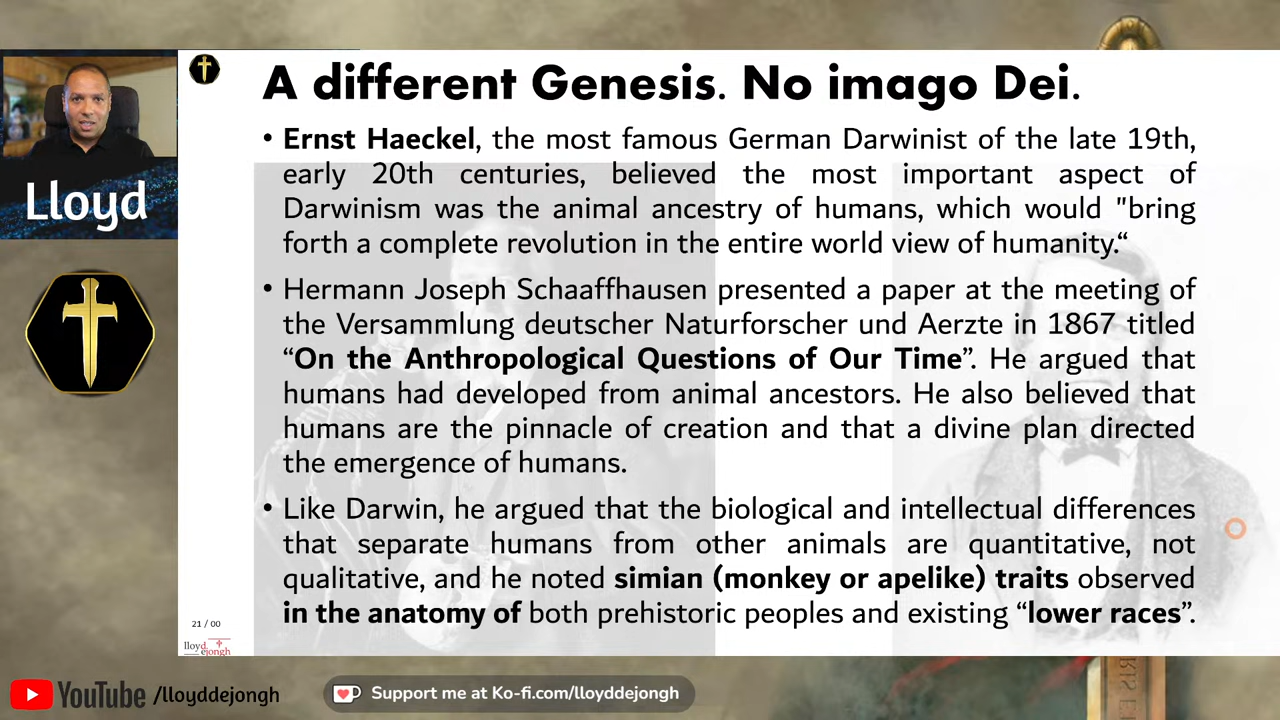 A different Genesis. No imago Dei.
• Ernst Haeckel, the most famous German Darwinist of the late 19th,
early 20th centuries, believed the most important aspect of
Darwinism was the animal ancestry of humans, which would "bring
forth a complete revolution in the entire world view of humanity.“
• Hermann Joseph Schaaffhausen presented a paper at the meeting of
the Versammlung deutscher Naturforscher und Aerzte in 1867 titled
“On the Anthropological Questions of Our Time”. He argued that
humans had developed from animal ancestors. He also believed that
humans are the pinnacle of creation and that a divine plan directed
the emergence of humans.
• Like Darwin, he argued that the biological and intellectual differences
that separate humans from other animals are quantitative, not
qualitative, and he noted simian (monkey or apelike) traits observed
in the anatomy of both prehistoric peoples and existing “lower races”.
Lloyd
21 / 00
lloyd
ejongh
YouTube /lloyddejongh
Support me at Ko-fi.com/lloyddejongh